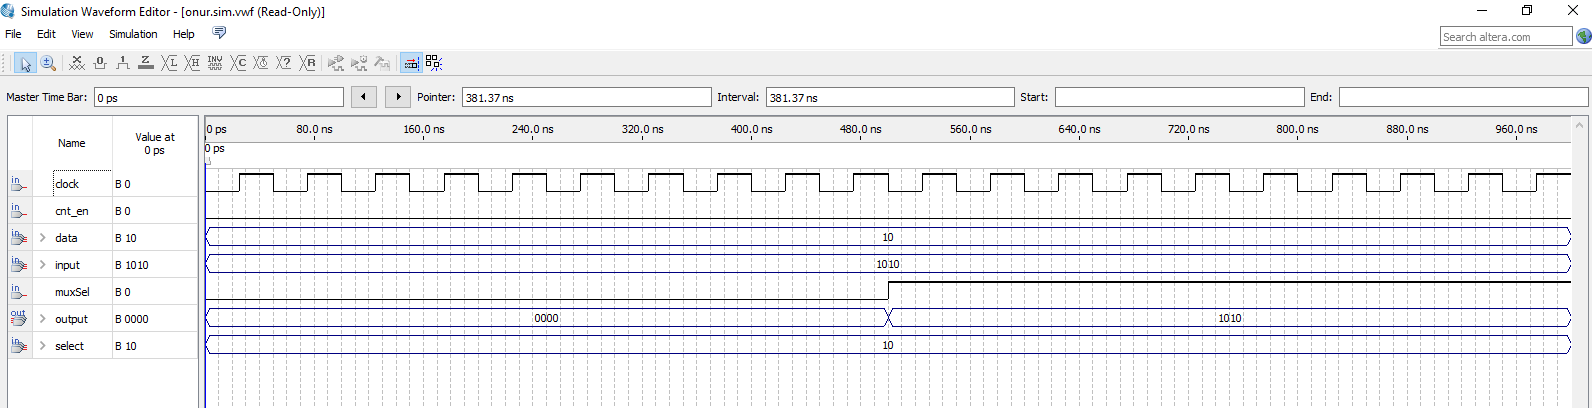 Simulation Waveform Editor - [onur.sim.vwf (Read-Only)]
File Edit View Simulation Help
Search altera.com
Master Time Bar: 0 ps Pointer: 381.37 ns Interval: 381.37 ns Start: End:
Name Value at 0 ps
0 ps 80.0 ns 160.0 ns 240.0 ns 320.0 ns 400.0 ns 480.0 ns 560.0 ns 640.0 ns 720.0 ns 800.0 ns 880.0 ns 960.0 ns
0 ps
in clock B 0
in cnt_en B 0
in data B 10 10
in input B 1010 1010
in muxSel B 0
out output B 0000 0000 1010
in select B 10 10